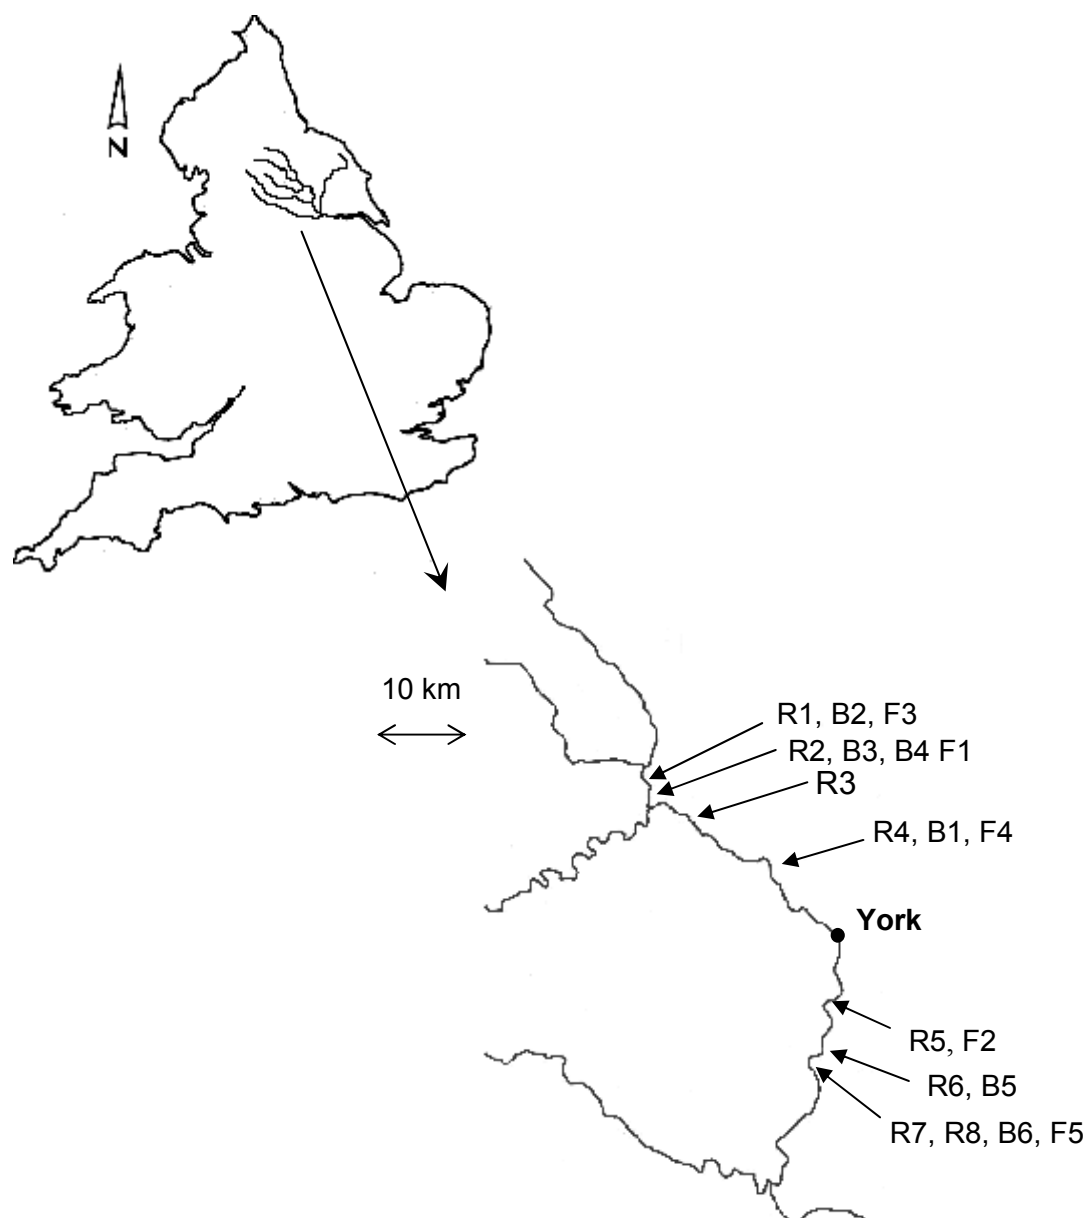 N
10 km
R1, B2, F3
R2, B3, B4 F1
R3
R4, B1, F4
York
R5, F2
R6, B5
R7, R8, B6, F5